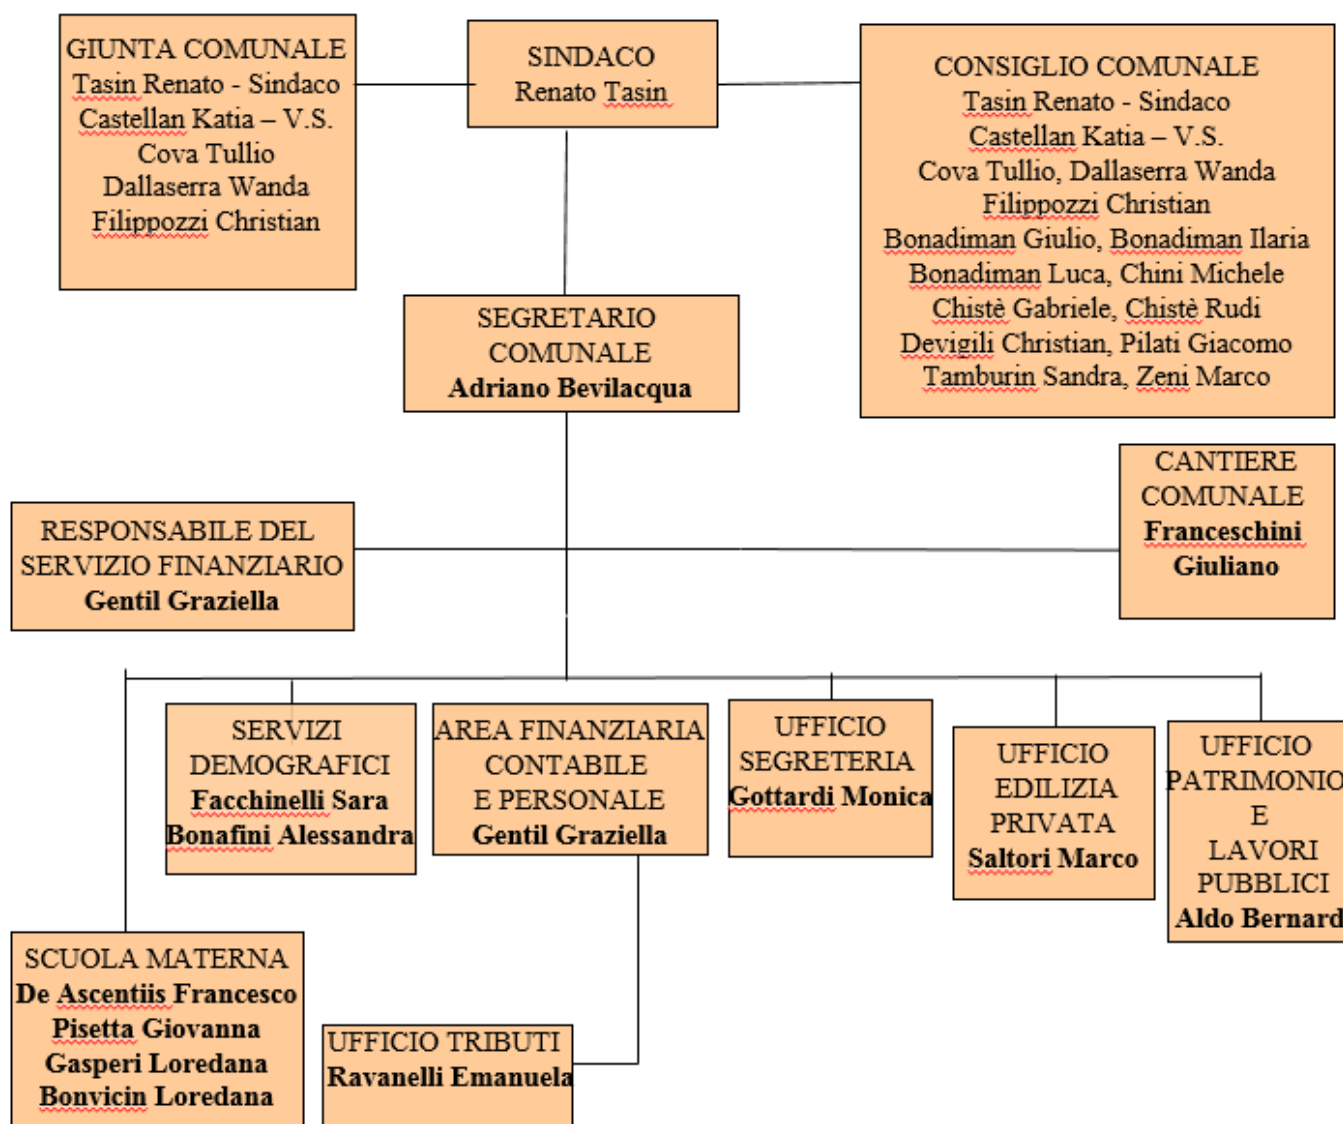 GIUNTA COMUNALE
Tasin Renato - Sindaco
Castellan Katia – V.S.
Cova Tullio
Dallaserra Wanda
Filippozzi Christian
SINDACO
Renato Tasin
CONSIGLIO COMUNALE
Tasin Renato - Sindaco
Castellan Katia – V.S.
Cova Tullio, Dallaserra Wanda
Filippozzi Christian
Bonadiman Giulio, Bonadiman Ilaria
Bonadiman Luca, Chini Michele
Chistè Gabriele, Chistè Rudi
Devigili Christian, Pilati Giacomo
Tamburin Sandra, Zeni Marco
SEGRETARIO
COMUNALE
Adriano Bevilacqua
CANTIERE
COMUNALE
Franceschini
Giuliano
RESPONSABILE DEL
SERVIZIO FINANZIARIO
Gentil Graziella
SERVIZI
DEMOGRAFICI
Facchinelli Sara
Bonafini Alessandra
AREA FINANZIARIA
CONTABILE
E PERSONALE
Gentil Graziella
UFFICIO
SEGRETERIA
Gottardi Monica
UFFICIO
EDILIZIA
PRIVATA
Saltori Marco
UFFICIO
PATRIMONIO
E
LAVORI
PUBBLICI
Aldo Bernard
SCUOLA MATERNA
De Ascentiis Francesco
Pisetta Giovanna
Gasperi Loredana
Bonvicin Loredana
UFFICIO TRIBUTI
Ravanelli Emanuela